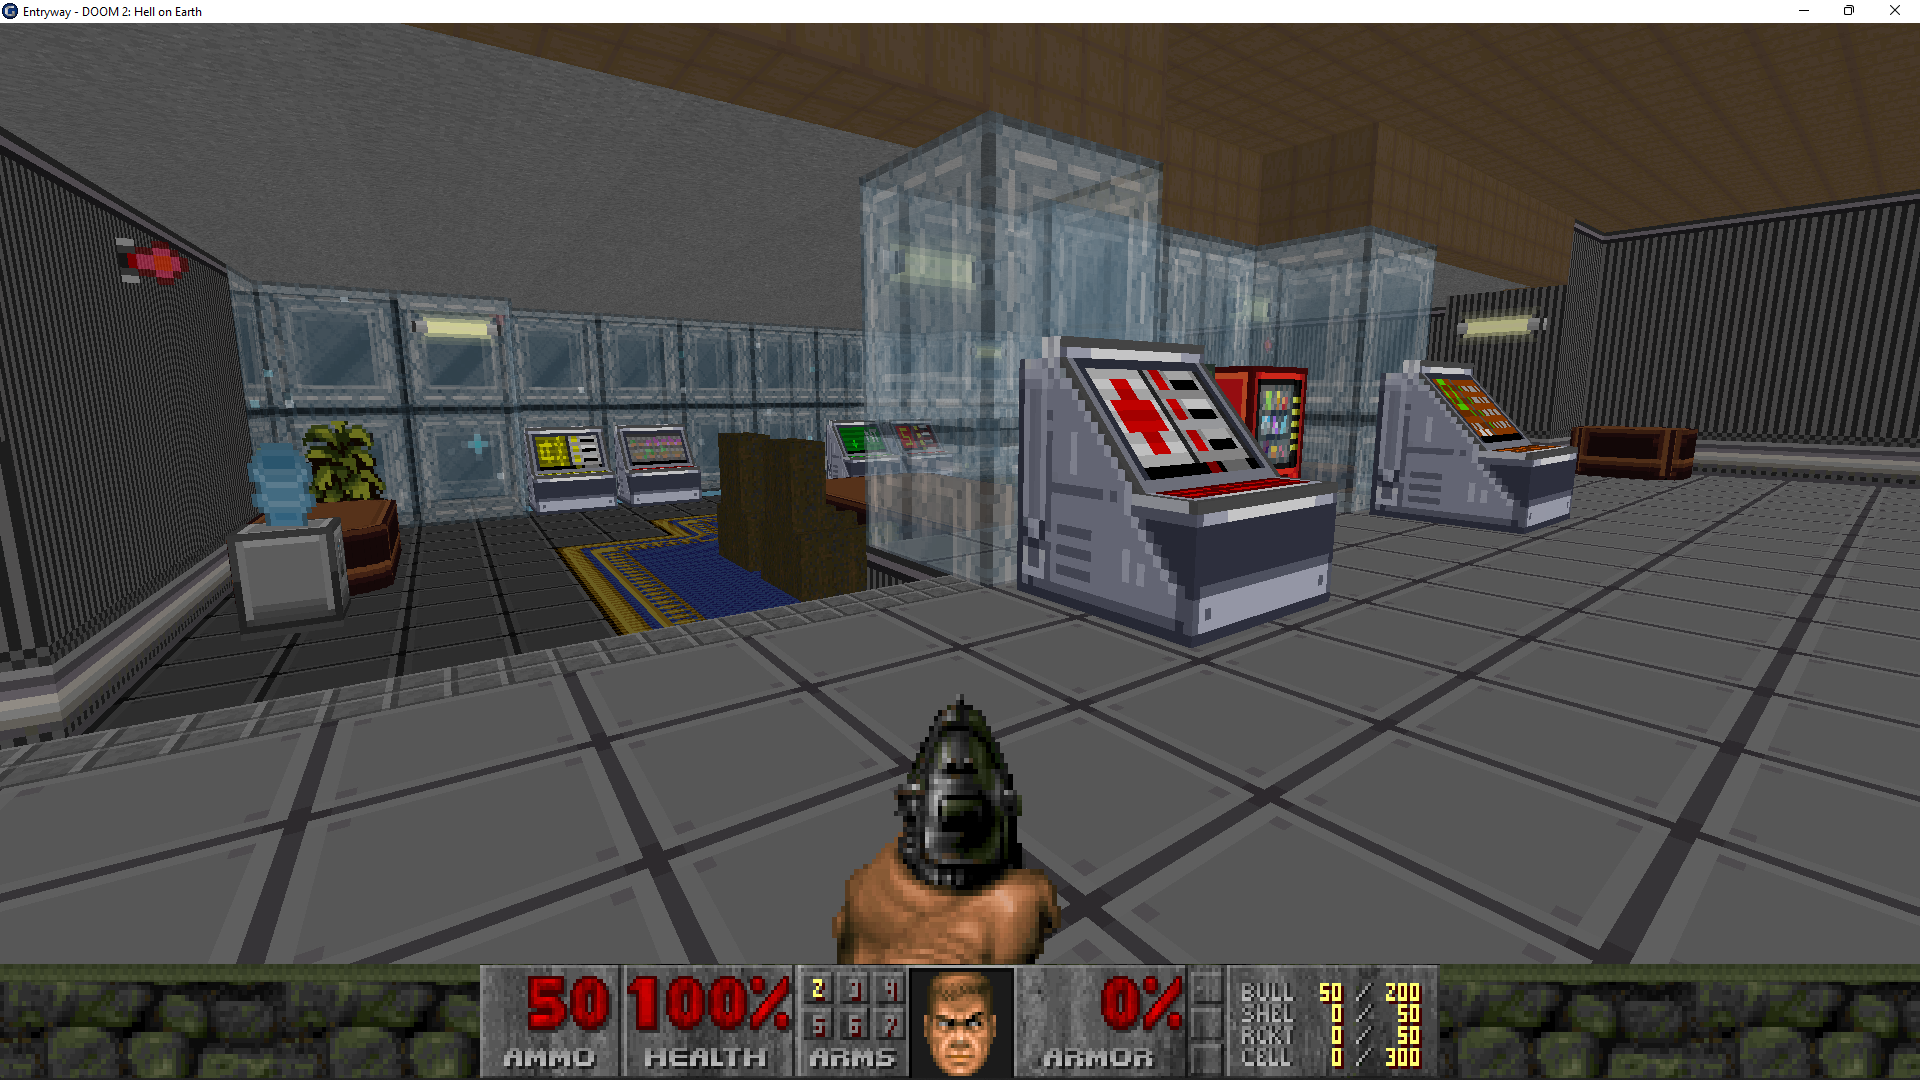 Entryway - DOOM 2: Hell on Earth
50 100% 2 3 4 0% BULL 50 / 200
5 6 7 SHEL 0 / 50
RCKT 0 / 50
AMMO HEALTH ARMS ARMOR CELL 0 / 300